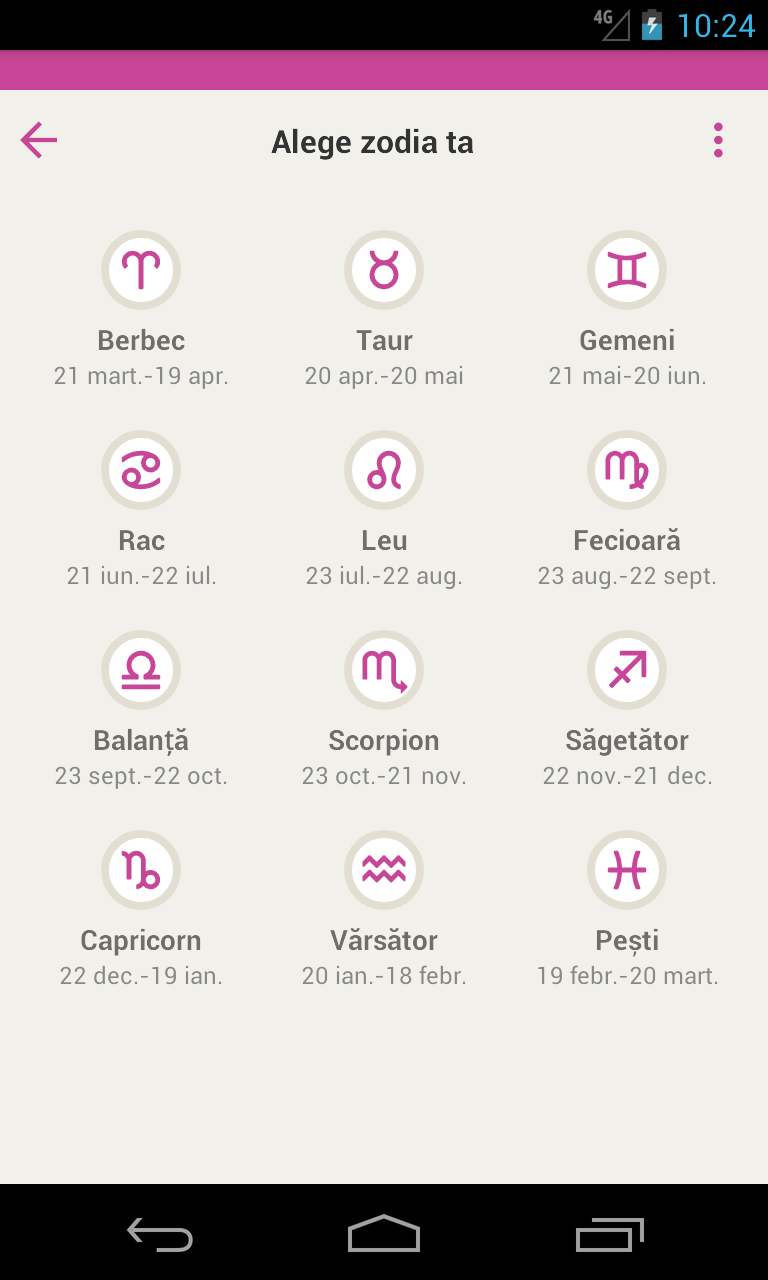 4G 10:24
Alege zodia ta
Berbec Taur Gemeni
21 mart.-19 apr. 20 apr.-20 mai 21 mai-20 iun.
Rac Leu Fecioară
21 iun.-22 iul. 23 iul.-22 aug. 23 aug.-22 sept.
Balanță Scorpion Săgetător
23 sept.-22 oct. 23 oct.-21 nov. 22 nov.-21 dec.
Capricorn Vărsător Pești
22 dec.-19 ian. 20 ian.-18 febr. 19 febr.-20 mart.